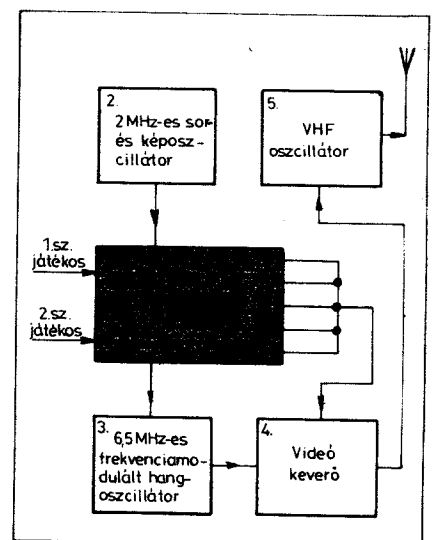 2.
2 MHz-es sor-
és képosz-
cillátor
5.
VHF
oszcillátor
1.sz.
játékos
2.sz.
játékos
3.
6,5 MHz-es
frekvenciamo-
dulált hang-
oszcillátor
4.
Videó
keverő